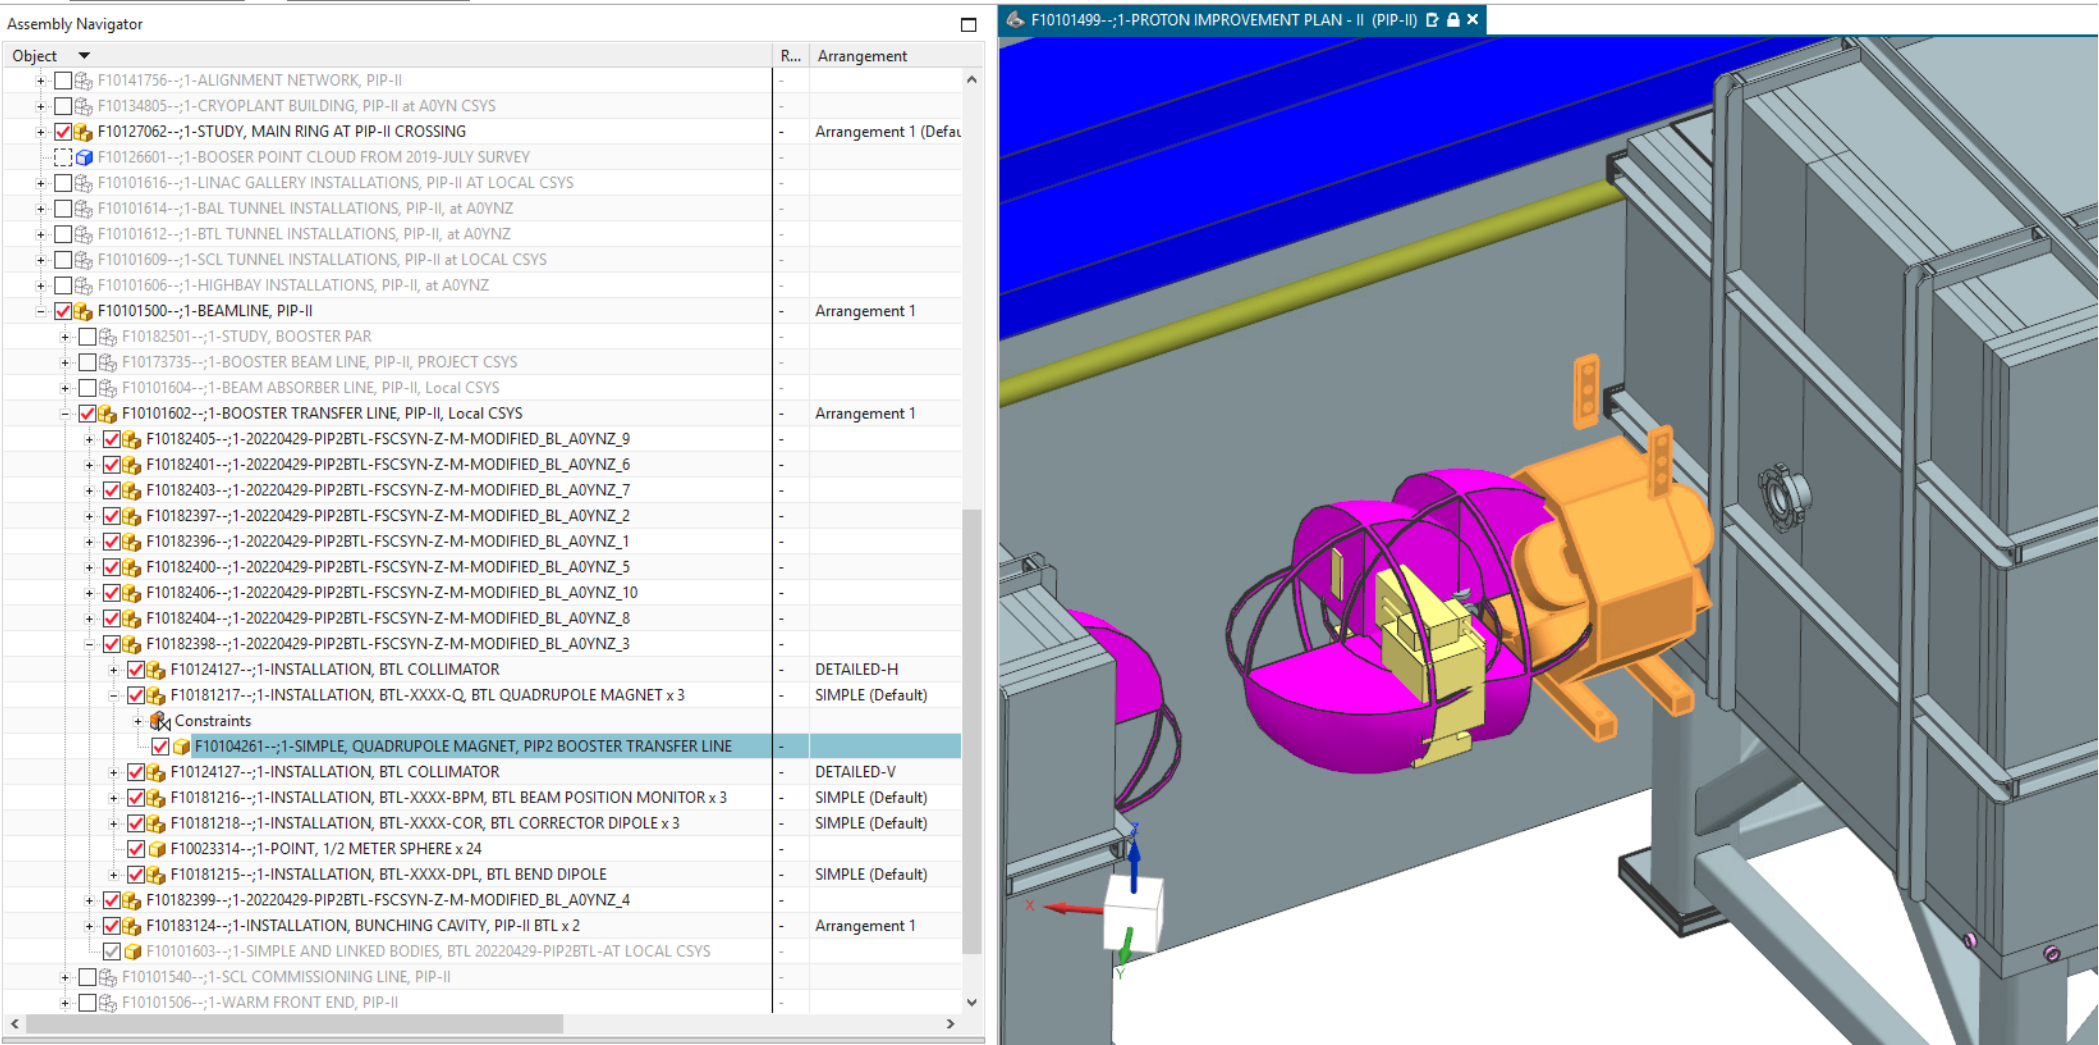 Assembly Navigator
F10101499--;1-PROTON IMPROVEMENT PLAN - II (PIP-II)
Object R... Arrangement
F10141756--;1-ALIGNMENT NETWORK, PIP-II -
F10134805--;1-CRYOPLANT BUILDING, PIP-II at A0YN CSYS -
F10127062--;1-STUDY, MAIN RING AT PIP-II CROSSING - Arrangement 1 (Defau
F10126601--;1-BOOSER POINT CLOUD FROM 2019-JULY SURVEY -
F10101616--;1-LINAC GALLERY INSTALLATIONS, PIP-II AT LOCAL CSYS -
F10101614--;1-BAL TUNNEL INSTALLATIONS, PIP-II, at A0YNZ -
F10101612--;1-BTL TUNNEL INSTALLATIONS, PIP-II, at A0YNZ -
F10101609--;1-SCL TUNNEL INSTALLATIONS, PIP-II at LOCAL CSYS -
F10101606--;1-HIGHBAY INSTALLATIONS, PIP-II, at A0YNZ -
F10101500--;1-BEAMLINE, PIP-II - Arrangement 1
F10182501--;1-STUDY, BOOSTER PAR -
F10173735--;1-BOOSTER BEAM LINE, PIP-II, PROJECT CSYS -
F10101604--;1-BEAM ABSORBER LINE, PIP-II, Local CSYS -
F10101602--;1-BOOSTER TRANSFER LINE, PIP-II, Local CSYS - Arrangement 1
F10182405--;1-20220429-PIP2BTL-FSCSYN-Z-M-MODIFIED_BL_A0YNZ_9 -
F10182401--;1-20220429-PIP2BTL-FSCSYN-Z-M-MODIFIED_BL_A0YNZ_6 -
F10182403--;1-20220429-PIP2BTL-FSCSYN-Z-M-MODIFIED_BL_A0YNZ_7 -
F10182397--;1-20220429-PIP2BTL-FSCSYN-Z-M-MODIFIED_BL_A0YNZ_2 -
F10182396--;1-20220429-PIP2BTL-FSCSYN-Z-M-MODIFIED_BL_A0YNZ_1 -
F10182400--;1-20220429-PIP2BTL-FSCSYN-Z-M-MODIFIED_BL_A0YNZ_5 -
F10182406--;1-20220429-PIP2BTL-FSCSYN-Z-M-MODIFIED_BL_A0YNZ_10 -
F10182404--;1-20220429-PIP2BTL-FSCSYN-Z-M-MODIFIED_BL_A0YNZ_8 -
F10182398--;1-20220429-PIP2BTL-FSCSYN-Z-M-MODIFIED_BL_A0YNZ_3 -
F10124127--;1-INSTALLATION, BTL COLLIMATOR - DETAILED-H
F10181217--;1-INSTALLATION, BTL-XXXX-Q, BTL QUADRUPOLE MAGNET x 3 - SIMPLE (Default)
Constraints
F10104261--;1-SIMPLE, QUADRUPOLE MAGNET, PIP2 BOOSTER TRANSFER LINE -
F10124127--;1-INSTALLATION, BTL COLLIMATOR - DETAILED-V
F10181216--;1-INSTALLATION, BTL-XXXX-BPM, BTL BEAM POSITION MONITOR x 3 - SIMPLE (Default)
F10181218--;1-INSTALLATION, BTL-XXXX-COR, BTL CORRECTOR DIPOLE x 3 - SIMPLE (Default)
F10023314--;1-POINT, 1/2 METER SPHERE x 24 -
F10181215--;1-INSTALLATION, BTL-XXXX-DPL, BTL BEND DIPOLE - SIMPLE (Default)
F10182399--;1-20220429-PIP2BTL-FSCSYN-Z-M-MODIFIED_BL_A0YNZ_4 -
F10183124--;1-INSTALLATION, BUNCHING CAVITY, PIP-II BTL x 2 - Arrangement 1
F10101603--;1-SIMPLE AND LINKED BODIES, BTL 20220429-PIP2BTL-AT LOCAL CSYS -
F10101540--;1-SCL COMMISSIONING LINE, PIP-II -
F10101506--;1-WARM FRONT END, PIP-II -
Z
X
Y